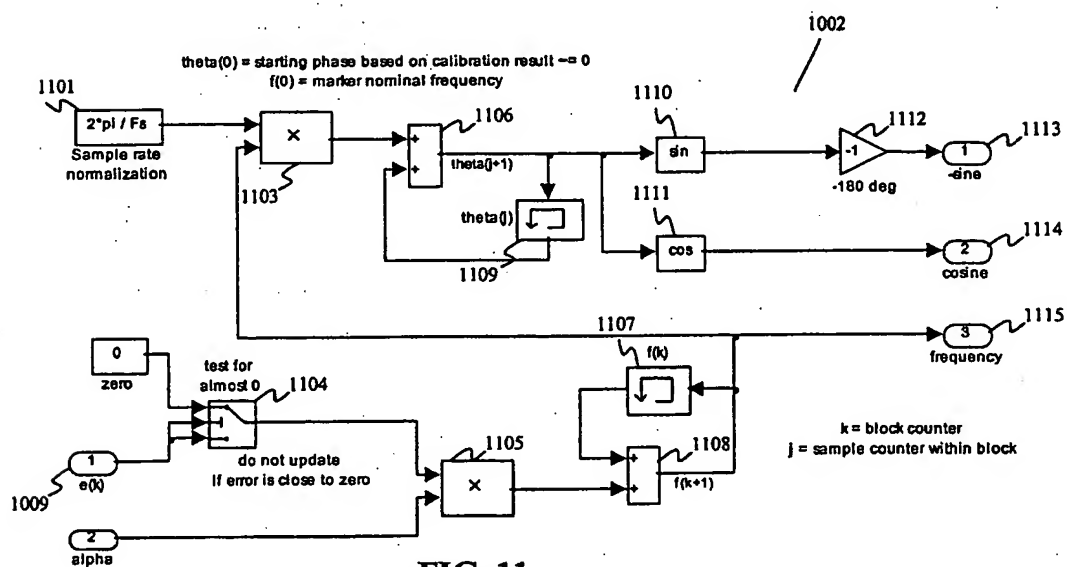 1002
theta(0) = starting phase based on calibration result ~= 0
f(0) = marker nominal frequency
1101
2*pi / Fs
Sample rate
normalization
×
1103
+
+
1106
theta(j+1)
theta(j)
1109
1110
sin
1112
-1
-180 deg
1113
1
-sine
1111
cos
1114
2
cosine
1107
f(k)
1115
3
frequency
0
zero
test for
almost 0
1104
1
e(k)
1009
do not update
if error is close to zero
1105
×
+
+
1108
f(k+1)
k = block counter
j = sample counter within block
2
alpha